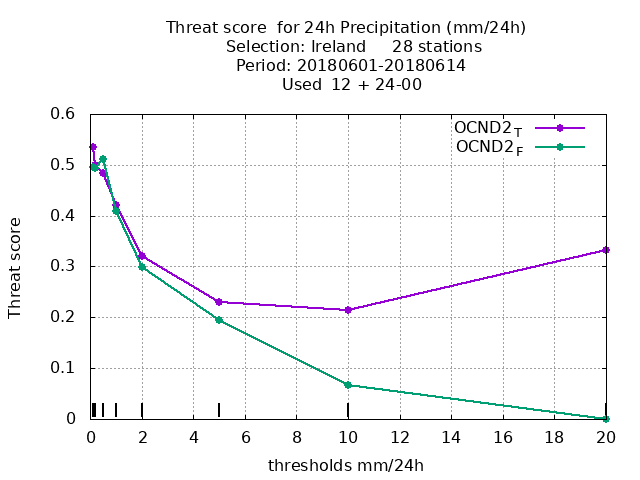 Threat score  for 24h Precipitation (mm/24h)
Selection: Ireland     28 stations
Period: 20180601-20180614
Used  12 + 24-00
OCND2T
OCND2F
Threat score
0.6
0.5
0.4
0.3
0.2
0.1
0
0 2 4 6 8 10 12 14 16 18 20
thresholds mm/24h